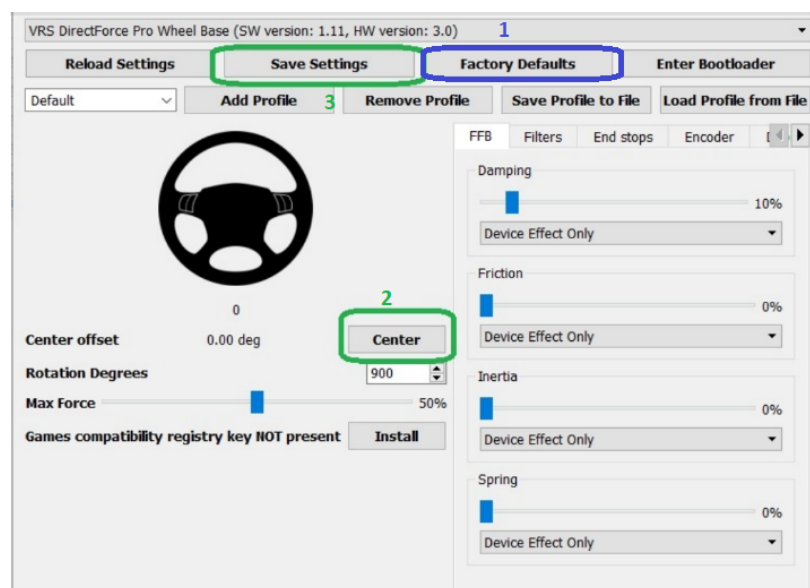 VRS DirectForce Pro Wheel Base (SW version: 1.11, HW version: 3.0)
1
Reload Settings Save Settings Factory Defaults Enter Bootloader
Default Add Profile 3 Remove Profile Save Profile to File Load Profile from File
FFB Filters End stops Encoder
Damping
10%
Device Effect Only
Friction
0%
Device Effect Only
Inertia
0%
Device Effect Only
Spring
0%
Device Effect Only
0
2
Center offset 0.00 deg Center
Rotation Degrees 900
Max Force 50%
Games compatibility registry key NOT present Install